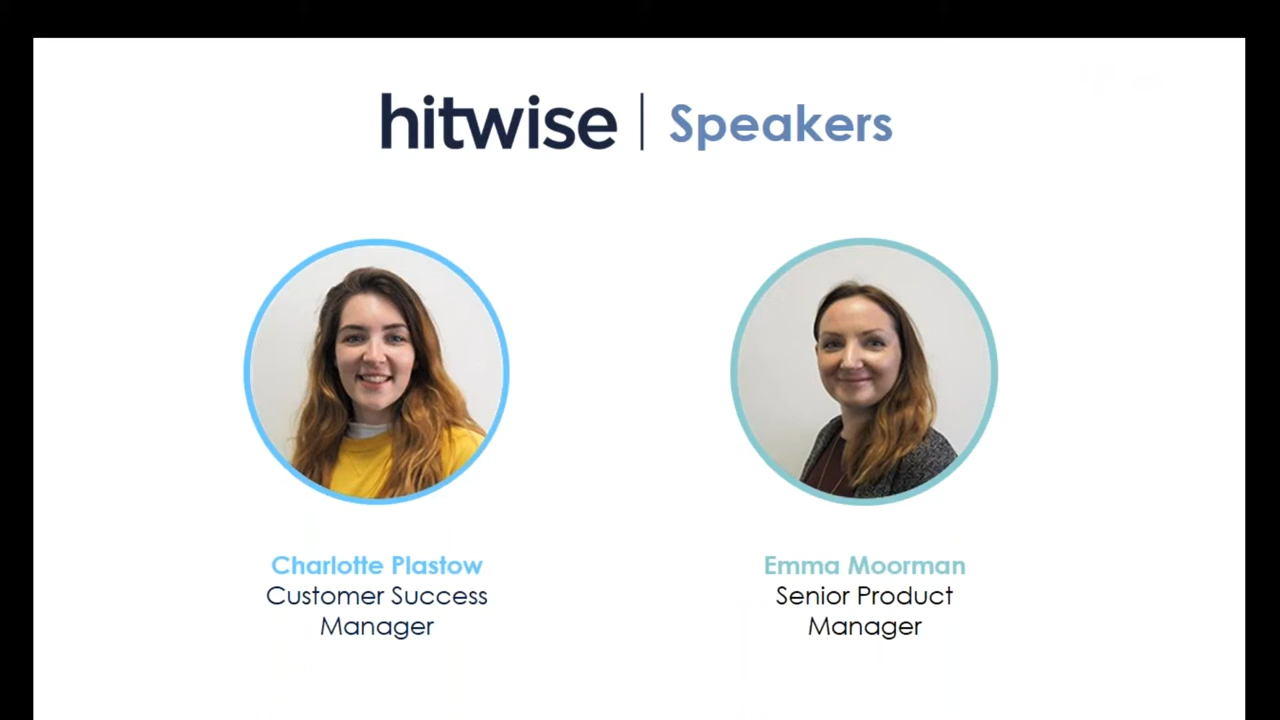 hitwise | Speakers
Charlotte Plastow
Customer Success
Manager
Emma Moorman
Senior Product
Manager